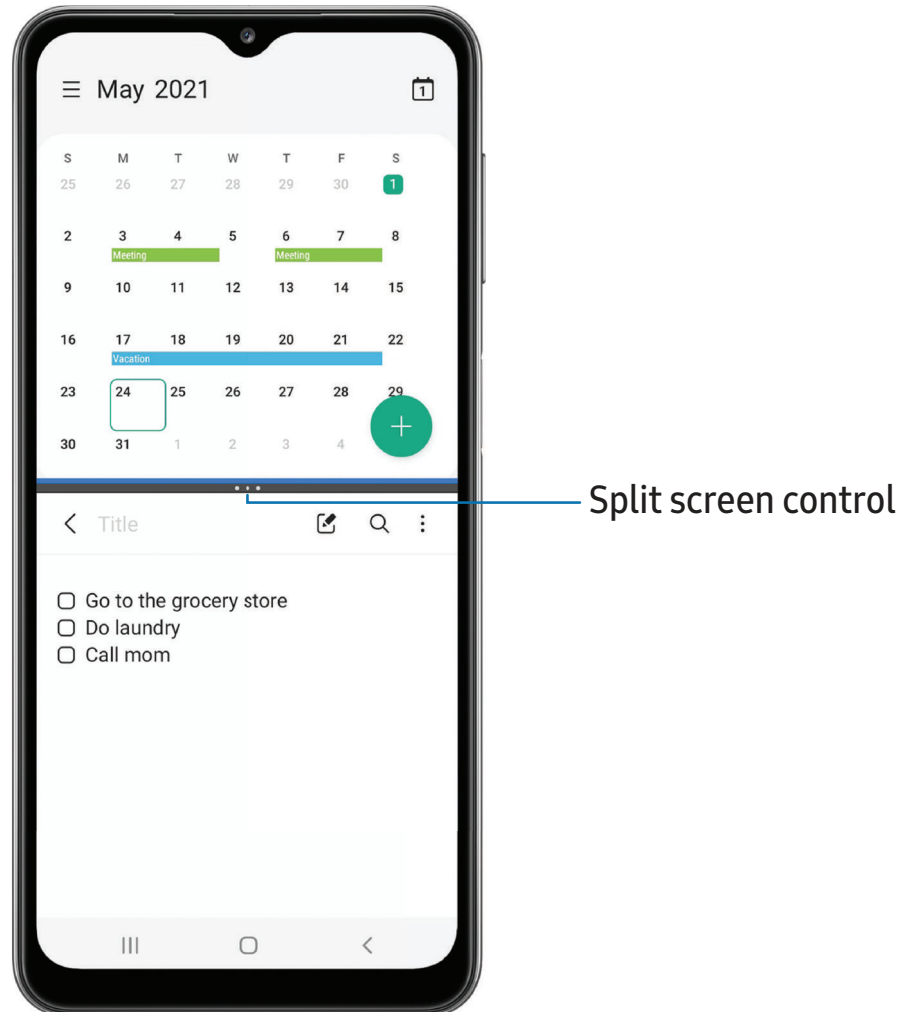 May 2021
1
S M T W T F S
25 26 27 28 29 30 1
2 3 4 5 6 7 8
Meeting Meeting
9 10 11 12 13 14 15
16 17 18 19 20 21 22
Vacation
23 24 25 26 27 28 29
30 31 1 2 3 4
Split screen control
Title
Go to the grocery store
Do laundry
Call mom